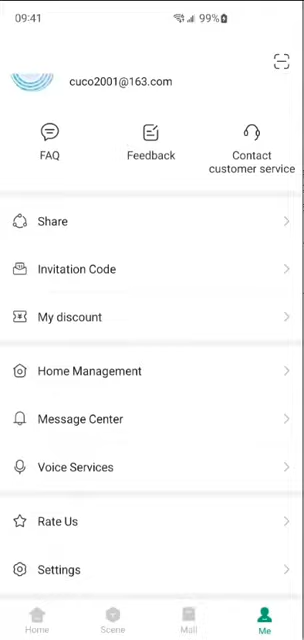 09:41
99%
cuco2001@163.com
FAQ
Feedback
Contact
customer service
Share
Invitation Code
My discount
Home Management
Message Center
Voice Services
Rate Us
Settings
Home
Scene
Mall
Me